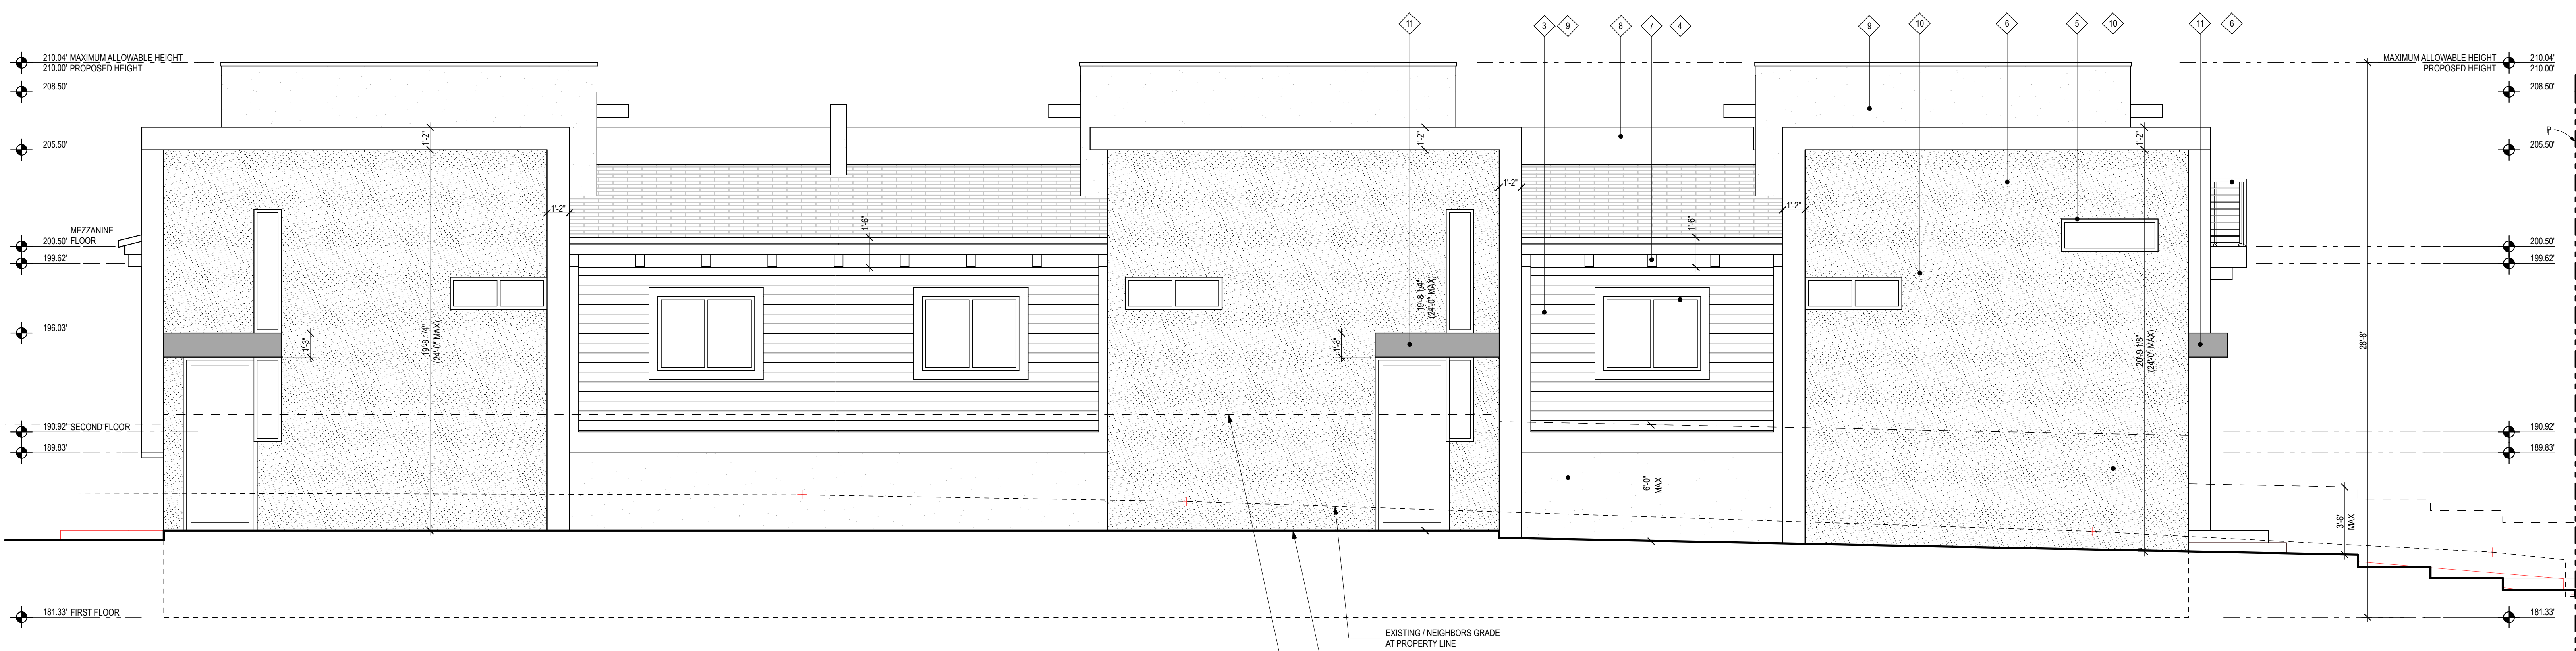 11
3
9
8
7
4
9
10
6
5
10
11
6
210.04' MAXIMUM ALLOWABLE HEIGHT
210.00' PROPOSED HEIGHT
208.50'
205.50'
MEZZANINE
200.50' FLOOR
199.62'
196.03'
190.92' SECOND FLOOR
189.83'
181.33' FIRST FLOOR
1'-2"
1'-2"
1'-3"
19'-8 1/4"
(24'-0" MAX)
1'-6"
1'-2"
1'-2"
1'-3"
19'-8 1/4"
(24'-0" MAX)
1'-6"
6'-0"
MAX
1'-2"
1'-2"
20'-9 1/8"
(24'-0" MAX)
3'-6"
MAX
28'-8"
EXISTING / NEIGHBORS GRADE
AT PROPERTY LINE
MAXIMUM ALLOWABLE HEIGHT 210.04'
PROPOSED HEIGHT 210.00'
208.50'
PL
205.50'
200.50'
199.62'
190.92'
189.83'
181.33'